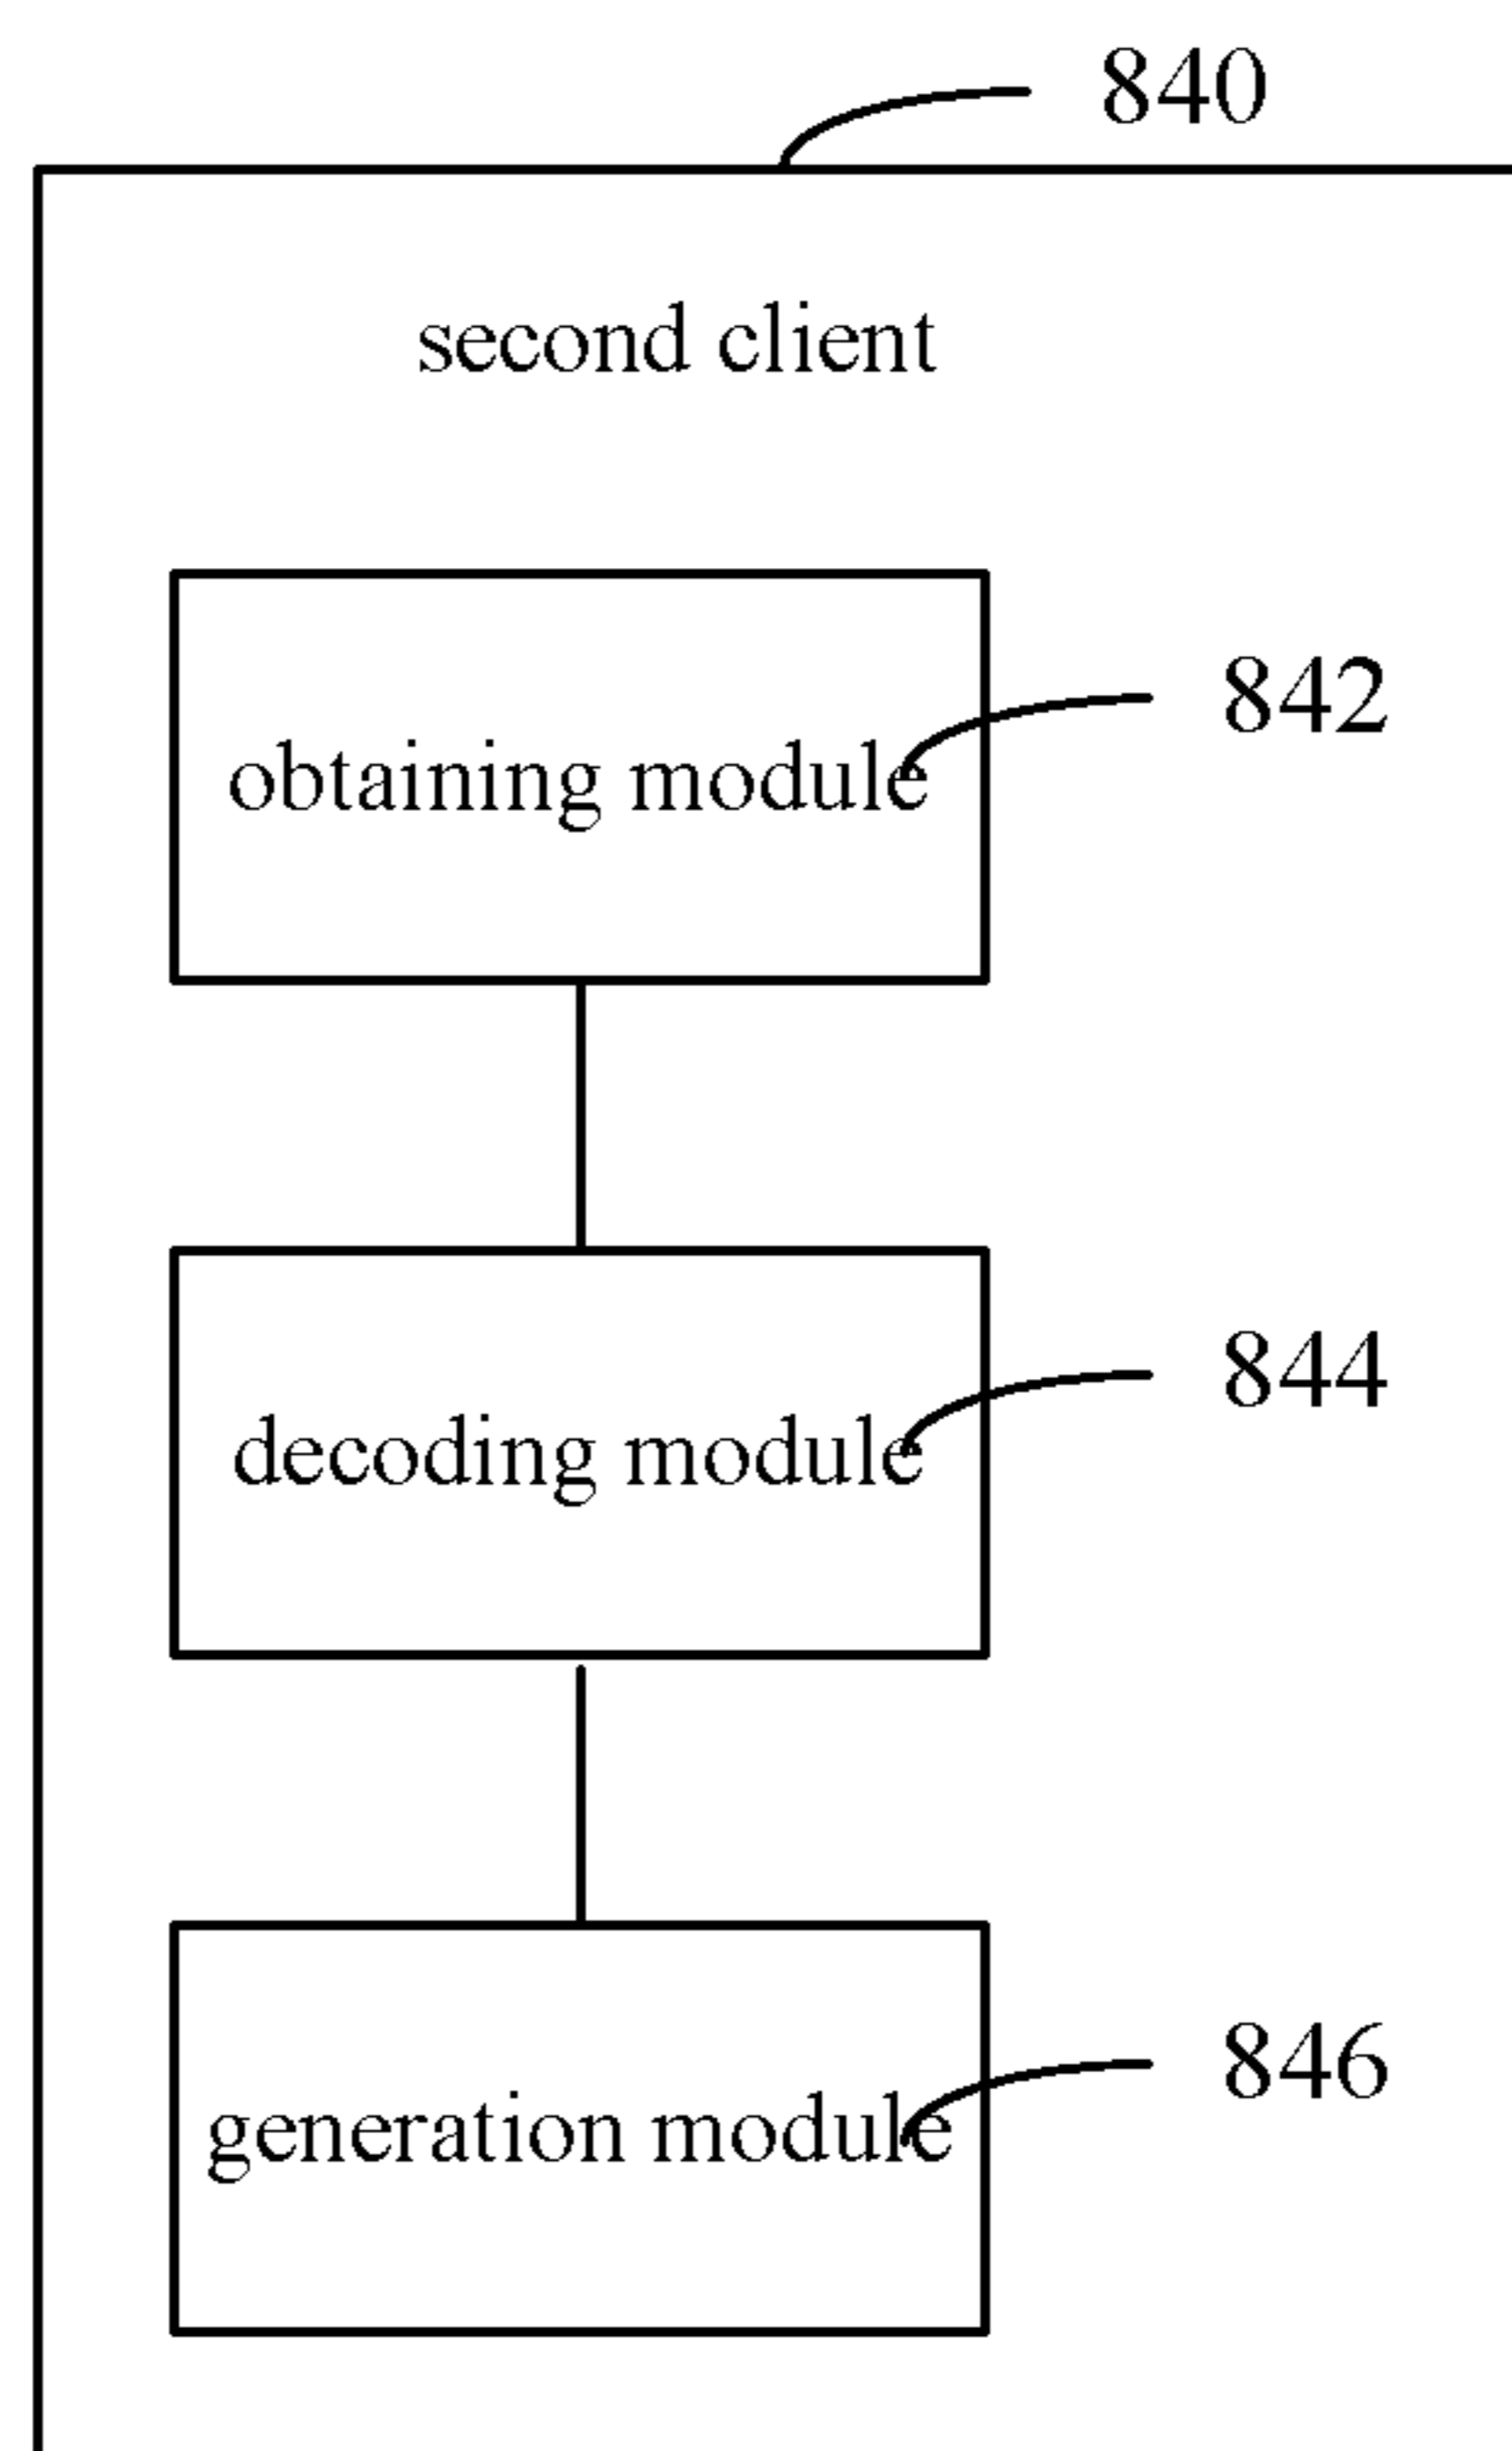 840
second client
842
obtaining module
844
decoding module
846
generation module